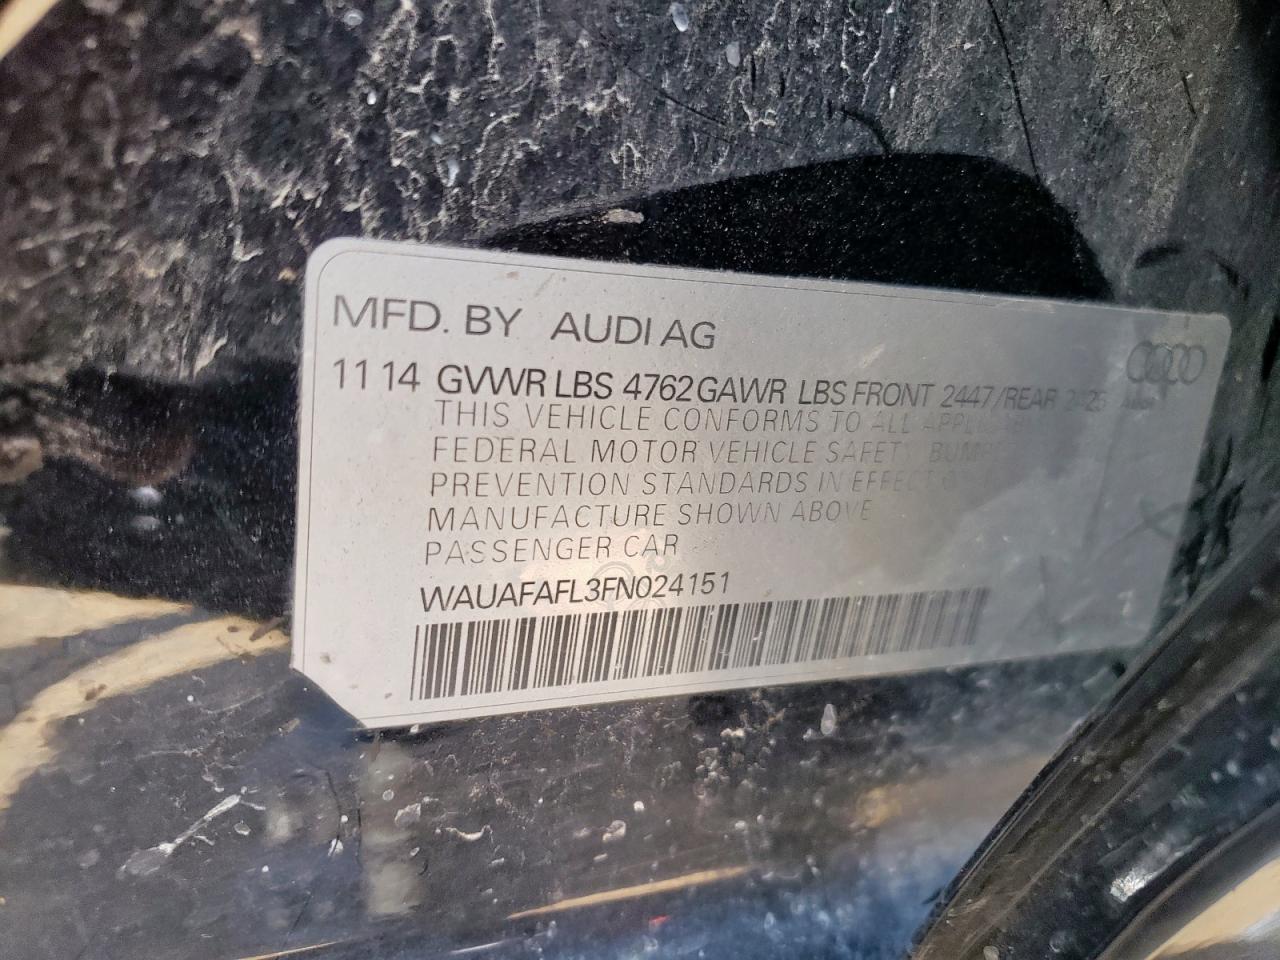 MFD. BY AUDI AG
11 14 GVWR LBS 4762 GAWR LBS FRONT 2447/REAR 2425
THIS VEHICLE CONFORMS TO ALL
FEDERAL MOTOR VEHICLE SAFETY
PREVENTION STANDARDS IN EFFECT
MANUFACTURE SHOWN ABOVE
PASSENGER CAR
WAUAFAFL3FN024151